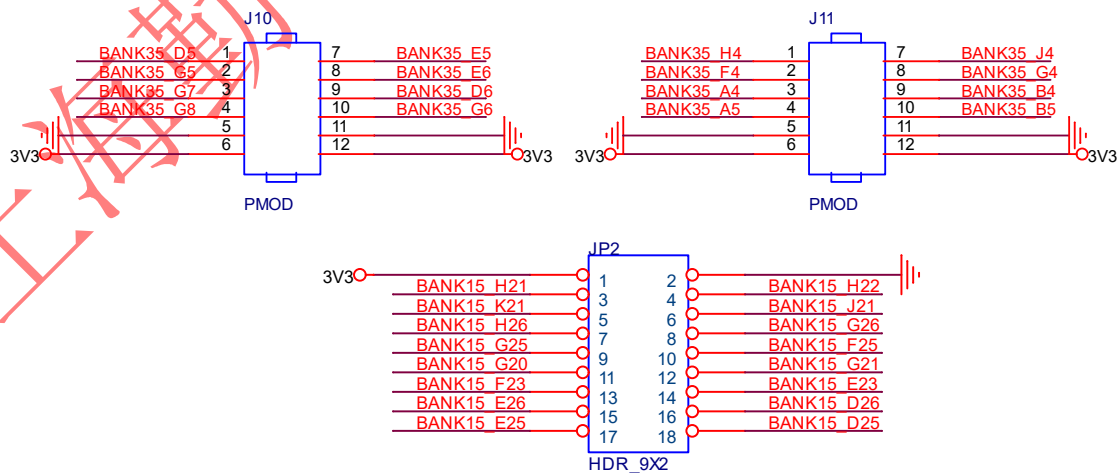 J10
BANK35_D5 1 7 BANK35_E5
BANK35_G5 2 8 BANK35_E6
BANK35_G7 3 9 BANK35_D6
BANK35_G8 4 10 BANK35_G6
5 11
3V3 6 12 3V3
PMOD
J11
BANK35_H4 1 7 BANK35_J4
BANK35_F4 2 8 BANK35_G4
BANK35_A4 3 9 BANK35_B4
BANK35_A5 4 10 BANK35_B5
5 11
3V3 6 12 3V3
PMOD
JP2
3V3 1 2
BANK15_H21 3 4 BANK15_H22
BANK15_K21 5 6 BANK15_J21
BANK15_H26 7 8 BANK15_G26
BANK15_G25 9 10 BANK15_F25
BANK15_G20 11 12 BANK15_G21
BANK15_F23 13 14 BANK15_E23
BANK15_E26 15 16 BANK15_D26
BANK15_E25 17 18 BANK15_D25
HDR_9X2
上海勤